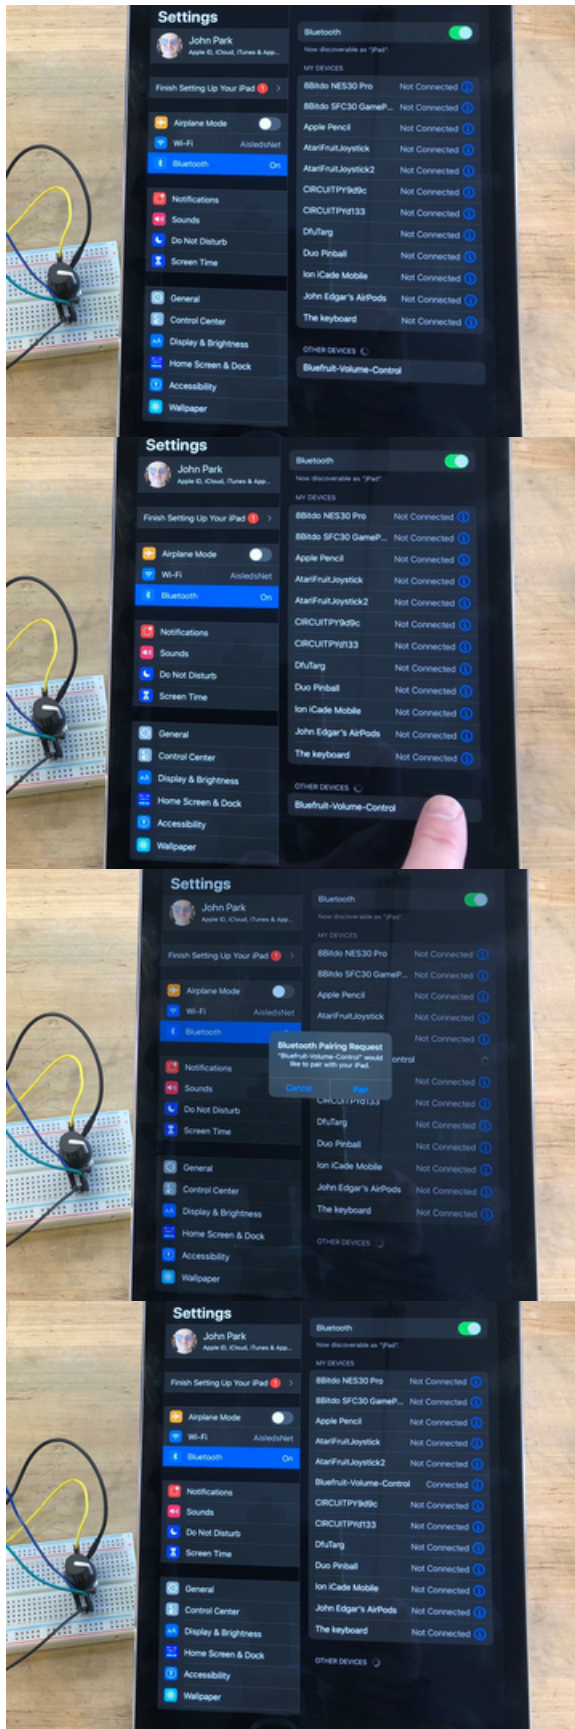 Settings
John Park
Apple ID, iCloud, iTunes & App...
Finish Setting Up Your iPad 1
Airplane Mode
Wi-Fi AisledsNet
Bluetooth On
Notifications
Sounds
Do Not Disturb
Screen Time
General
Control Center
AA Display & Brightness
Home Screen & Dock
Accessibility
Wallpaper
Bluetooth
Now discoverable as "jPad".
MY DEVICES
8Bitdo NES30 Pro Not Connected
8Bitdo SFC30 GameP... Not Connected
Apple Pencil Not Connected
AtariFruitJoystick Not Connected
AtariFruitJoystick2 Not Connected
CIRCUITPY9d9c Not Connected
CIRCUITPYd133 Not Connected
DfuTarg Not Connected
Duo Pinball Not Connected
Ion iCade Mobile Not Connected
John Edgar's AirPods Not Connected
The keyboard Not Connected
OTHER DEVICES
Bluefruit-Volume-Control
Settings
John Park
Apple ID, iCloud, iTunes & App...
Finish Setting Up Your iPad 1
Airplane Mode
Wi-Fi AisledsNet
Bluetooth On
Notifications
Sounds
Do Not Disturb
Screen Time
General
Control Center
AA Display & Brightness
Home Screen & Dock
Accessibility
Wallpaper
Bluetooth
Now discoverable as "jPad".
MY DEVICES
8Bitdo NES30 Pro Not Connected
8Bitdo SFC30 GameP... Not Connected
Apple Pencil Not Connected
AtariFruitJoystick Not Connected
AtariFruitJoystick2 Not Connected
CIRCUITPY9d9c Not Connected
CIRCUITPYd133 Not Connected
DfuTarg Not Connected
Duo Pinball Not Connected
Ion iCade Mobile Not Connected
John Edgar's AirPods Not Connected
The keyboard Not Connected
OTHER DEVICES
Bluefruit-Volume-Control
Settings
John Park
Apple ID, iCloud, iTunes & App...
Finish Setting Up Your iPad 1
Airplane Mode
Wi-Fi AisledsNet
Bluetooth
Notifications
Sounds
Do Not Disturb
Screen Time
General
Control Center
AA Display & Brightness
Home Screen & Dock
Accessibility
Wallpaper
Bluetooth
Now discoverable as "jPad".
MY DEVICES
8Bitdo NES30 Pro Not Connected
8Bitdo SFC30 GameP... Not Connected
Apple Pencil Not Connected
AtariFruitJoystick Not Connected
Not Connected
ontrol
Not Connected
CIRCUITPYd133 Not Connected
DfuTarg Not Connected
Duo Pinball Not Connected
Ion iCade Mobile Not Connected
John Edgar's AirPods Not Connected
The keyboard Not Connected
OTHER DEVICES
Bluetooth Pairing Request
"Bluefruit-Volume-Control" would
like to pair with your iPad.
Cancel Pair
Settings
John Park
Apple ID, iCloud, iTunes & App...
Finish Setting Up Your iPad 1
Airplane Mode
Wi-Fi AisledsNet
Bluetooth On
Notifications
Sounds
Do Not Disturb
Screen Time
General
Control Center
AA Display & Brightness
Home Screen & Dock
Accessibility
Wallpaper
Bluetooth
Now discoverable as "jPad".
MY DEVICES
8Bitdo NES30 Pro Not Connected
8Bitdo SFC30 GameP... Not Connected
Apple Pencil Not Connected
AtariFruitJoystick Not Connected
AtariFruitJoystick2 Not Connected
Bluefruit-Volume-Control Connected
CIRCUITPY9d9c Not Connected
CIRCUITPYd133 Not Connected
DfuTarg Not Connected
Duo Pinball Not Connected
Ion iCade Mobile Not Connected
John Edgar's AirPods Not Connected
The keyboard Not Connected
OTHER DEVICES